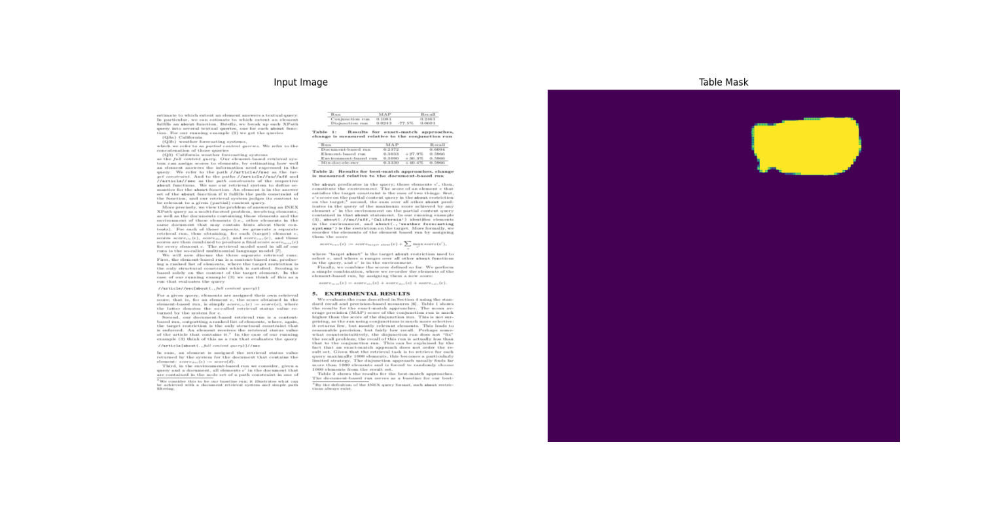 Input Image
Table Mask
estimate to which extent an element answers a textual query.
In particular, we can estimate to which extent an element
fulfills an about function. Briefly, we break up each XPath
query into several textual queries, one for each about func-
tion. For our running example (3) we get the queries
(Q3a) California
(Q3b) weather forecasting systems,
which we refer to as partial content queries. We refer to the
concatenation of those queries
(Q3) California weather forecasting systems
as the full content query. Our element-based retrieval sys-
tem can assign scores to elements, by estimating how well
an element answers the information need expressed in the
query. We refer to the path //article//sec as the tar-
get constraint. And to the paths //article//au//aff and
//article//sec as the path constraints of the respective
about functions. We use our retrieval system to define se-
mantics for the about function. An element is in the answer
set of the about function if it fulfills the path constraint of
the function, and our retrieval system judges its content to
be relevant to a given (partial) content query.
More precisely, we view the problem of answering an INEX
XPath query as a multi-faceted problem, involving elements,
as well as the documents containing those elements and the
environment of those elements (i.e., other elements in the
same document that may contain hints about their con-
tents). For each of those aspects, we generate a separate
retrieval run, thus obtaining, for each (target) element e,
scores score_ele(e), score_doc(e), and score_env(e), and those
scores are then combined to produce a final score score_mix(e)
for every element e. The retrieval model used in all of our
runs is the so-called multinomial language model [7].
We will now discuss the three separate retrieval runs.
First, the element-based run is a content-based run, produc-
ing a ranked list of elements, where the target restriction is
the only structural constraint which is satisfied. Scoring is
based solely on the content of the target element. In the
case of our running example (3) we can think of this as a
run that evaluates the query
//article//sec[about(.,full content query)]
For a given query, elements are assigned their own retrieval
score; that is, for an element e, the score obtained in the
element-based run, is simply score_ele(e) := score(e), where
the latter denotes the so-called retrieval status value re-
turned by the system for e.
Second, our document-based retrieval run is a content-
based run, outputting a ranked list of elements, where, again,
the target restriction is the only structural constraint that
is enforced. An element receives the retrieval status value
of the article that contains it.3 In the case of our running
example (3) think of this as a run that evaluates the query
//article[about(.,full content query)]//sec
In sum, an element is assigned the retrieval status value
returned by the system for the document that contains the
element: score_doc(e) := score(d).
Third, in the environment-based run we consider, given a
query and a document, all elements e′ in the document that
are contained in the node set of a path constraint in one of
3We consider this to be our baseline run; it illustrates what can
be achieved with a document retrieval system and simple path
filtering.
Run MAP Recall
Conjunction run 0.1081 0.2461
Disjunction run 0.0243 -77.5% 0.0601
Table 1: Results for exact-match approaches,
change is measured relative to the conjunction run
Run MAP Recall
Document-based run 0.2372 0.6094
Element-based run 0.3033 +27.9% 0.5966
Environment-based run 0.3090 +30.3% 0.5966
Mix-doc-ele-env 0.3330 +40.4% 0.5966
Table 2: Results for best-match approaches, change
is measured relative to the document-based run
the about predicates in the query; those elements e′, then,
constitute the environment. The score of an element e that
satisfies the target constraint is the sum of two things: first,
e's score on the partial content query in the about restriction
on the target;4 second, the sum over all other about pred-
icates in the query of the maximum score achieved by any
element e′ in the environment on the partial content query
contained in that about statement. In our running example
(3), about(.//au//aff,'California') identifies elements
in the environment, and about(.,'weather forecasting
systems') is the restriction on the target. More formally, we
reorder the elements of the element based run by assigning
them the score
score_env(e) := score_target about(e) + ∑_a max_e′ score(e′),
where "target about" is the target about restriction used to
select e, and where a ranges over all other about functions
in the query, and e′ is in the environment.
Finally, we combine the scores defined so far. We perform
a simple combination, where we re-order the elements of the
element-based run, by assigning them a new score:
score_mix(e) = score_ele(e) + score_doc(e) + score_env(e).
5. EXPERIMENTAL RESULTS
We evaluate the runs described in Section 4 using the stan-
dard recall and precision-based measures [6]. Table 1 shows
the results for the exact-match approaches. The mean av-
erage precision (MAP) score of the conjunction run is much
higher than the score of the disjunction run. This is not sur-
prising, as the run using conjunctions is much more selective:
it returns few, but mostly relevant elements. This leads to
reasonable precision, but fairly low recall. Perhaps some-
what counterintuitively, the disjunction run does not "fix"
the recall problem; the recall of this run is actually less than
that to the conjunction run. This can be explained by the
fact that an exact-match approach does not order the re-
sult set. Given that the retrieval task is to retrieve for each
query maximally 1000 elements, this becomes a particularly
limited strategy. The disjunction approach usually finds far
more than 1000 elements and is forced to randomly choose
1000 elements from the result set.
Table 2 shows the results for the best-match approaches.
The document-based run serves as a baseline for our best-
4By the definition of the INEX query format, such about restric-
tions always exist.